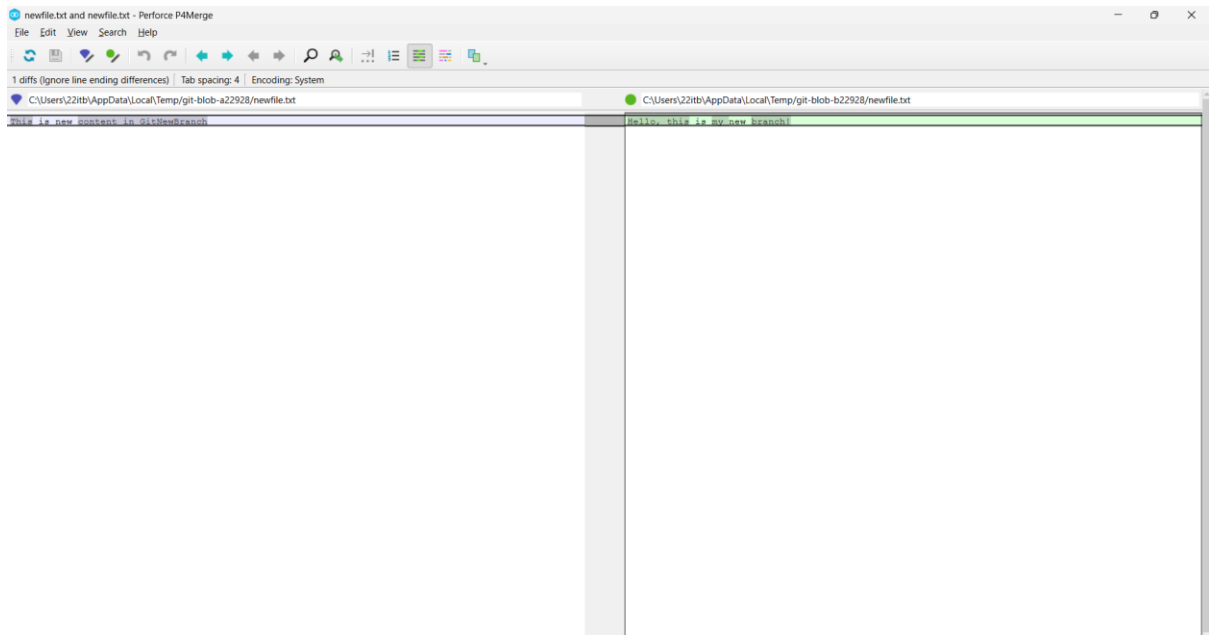 newfile.txt and newfile.txt - Perforce P4Merge
File Edit View Search Help
1 diffs (Ignore line ending differences) Tab spacing: 4 Encoding: System
C:\Users\22itb\AppData\Local\Temp/git-blob-a22928/newfile.txt
C:\Users\22itb\AppData\Local\Temp/git-blob-b22928/newfile.txt
This is new content in GitNewBranch
Hello, this is my new branch!